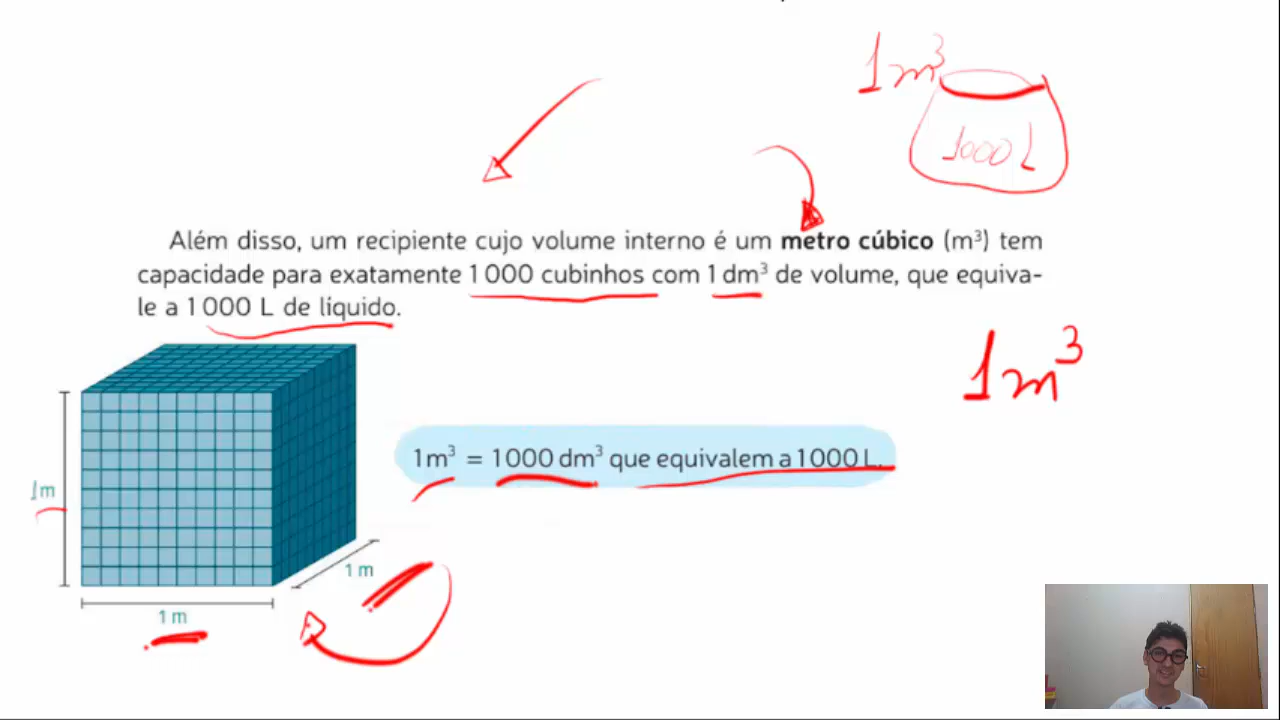 1m³
1000 L
Além disso, um recipiente cujo volume interno é um metro cúbico (m³) tem
capacidade para exatamente 1 000 cubinhos com 1 dm³ de volume, que equiva-
le a 1 000 L de líquido.
1m³
1m³ = 1000 dm³ que equivalem a 1000 L.
1m
1 m
1 m